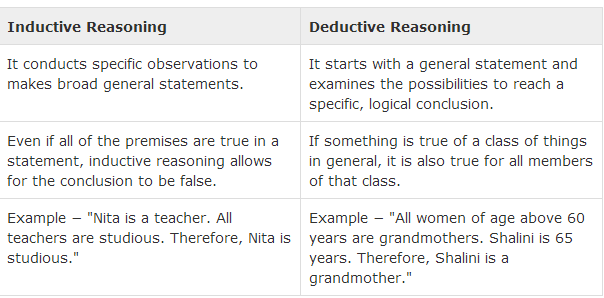 Inductive Reasoning
Deductive Reasoning
It conducts specific observations to
makes broad general statements.
It starts with a general statement and
examines the possibilities to reach a
specific, logical conclusion.
Even if all of the premises are true in a
statement, inductive reasoning allows
for the conclusion to be false.
If something is true of a class of things
in general, it is also true for all members
of that class.
Example − "Nita is a teacher. All
teachers are studious. Therefore, Nita is
studious."
Example − "All women of age above 60
years are grandmothers. Shalini is 65
years. Therefore, Shalini is a
grandmother."